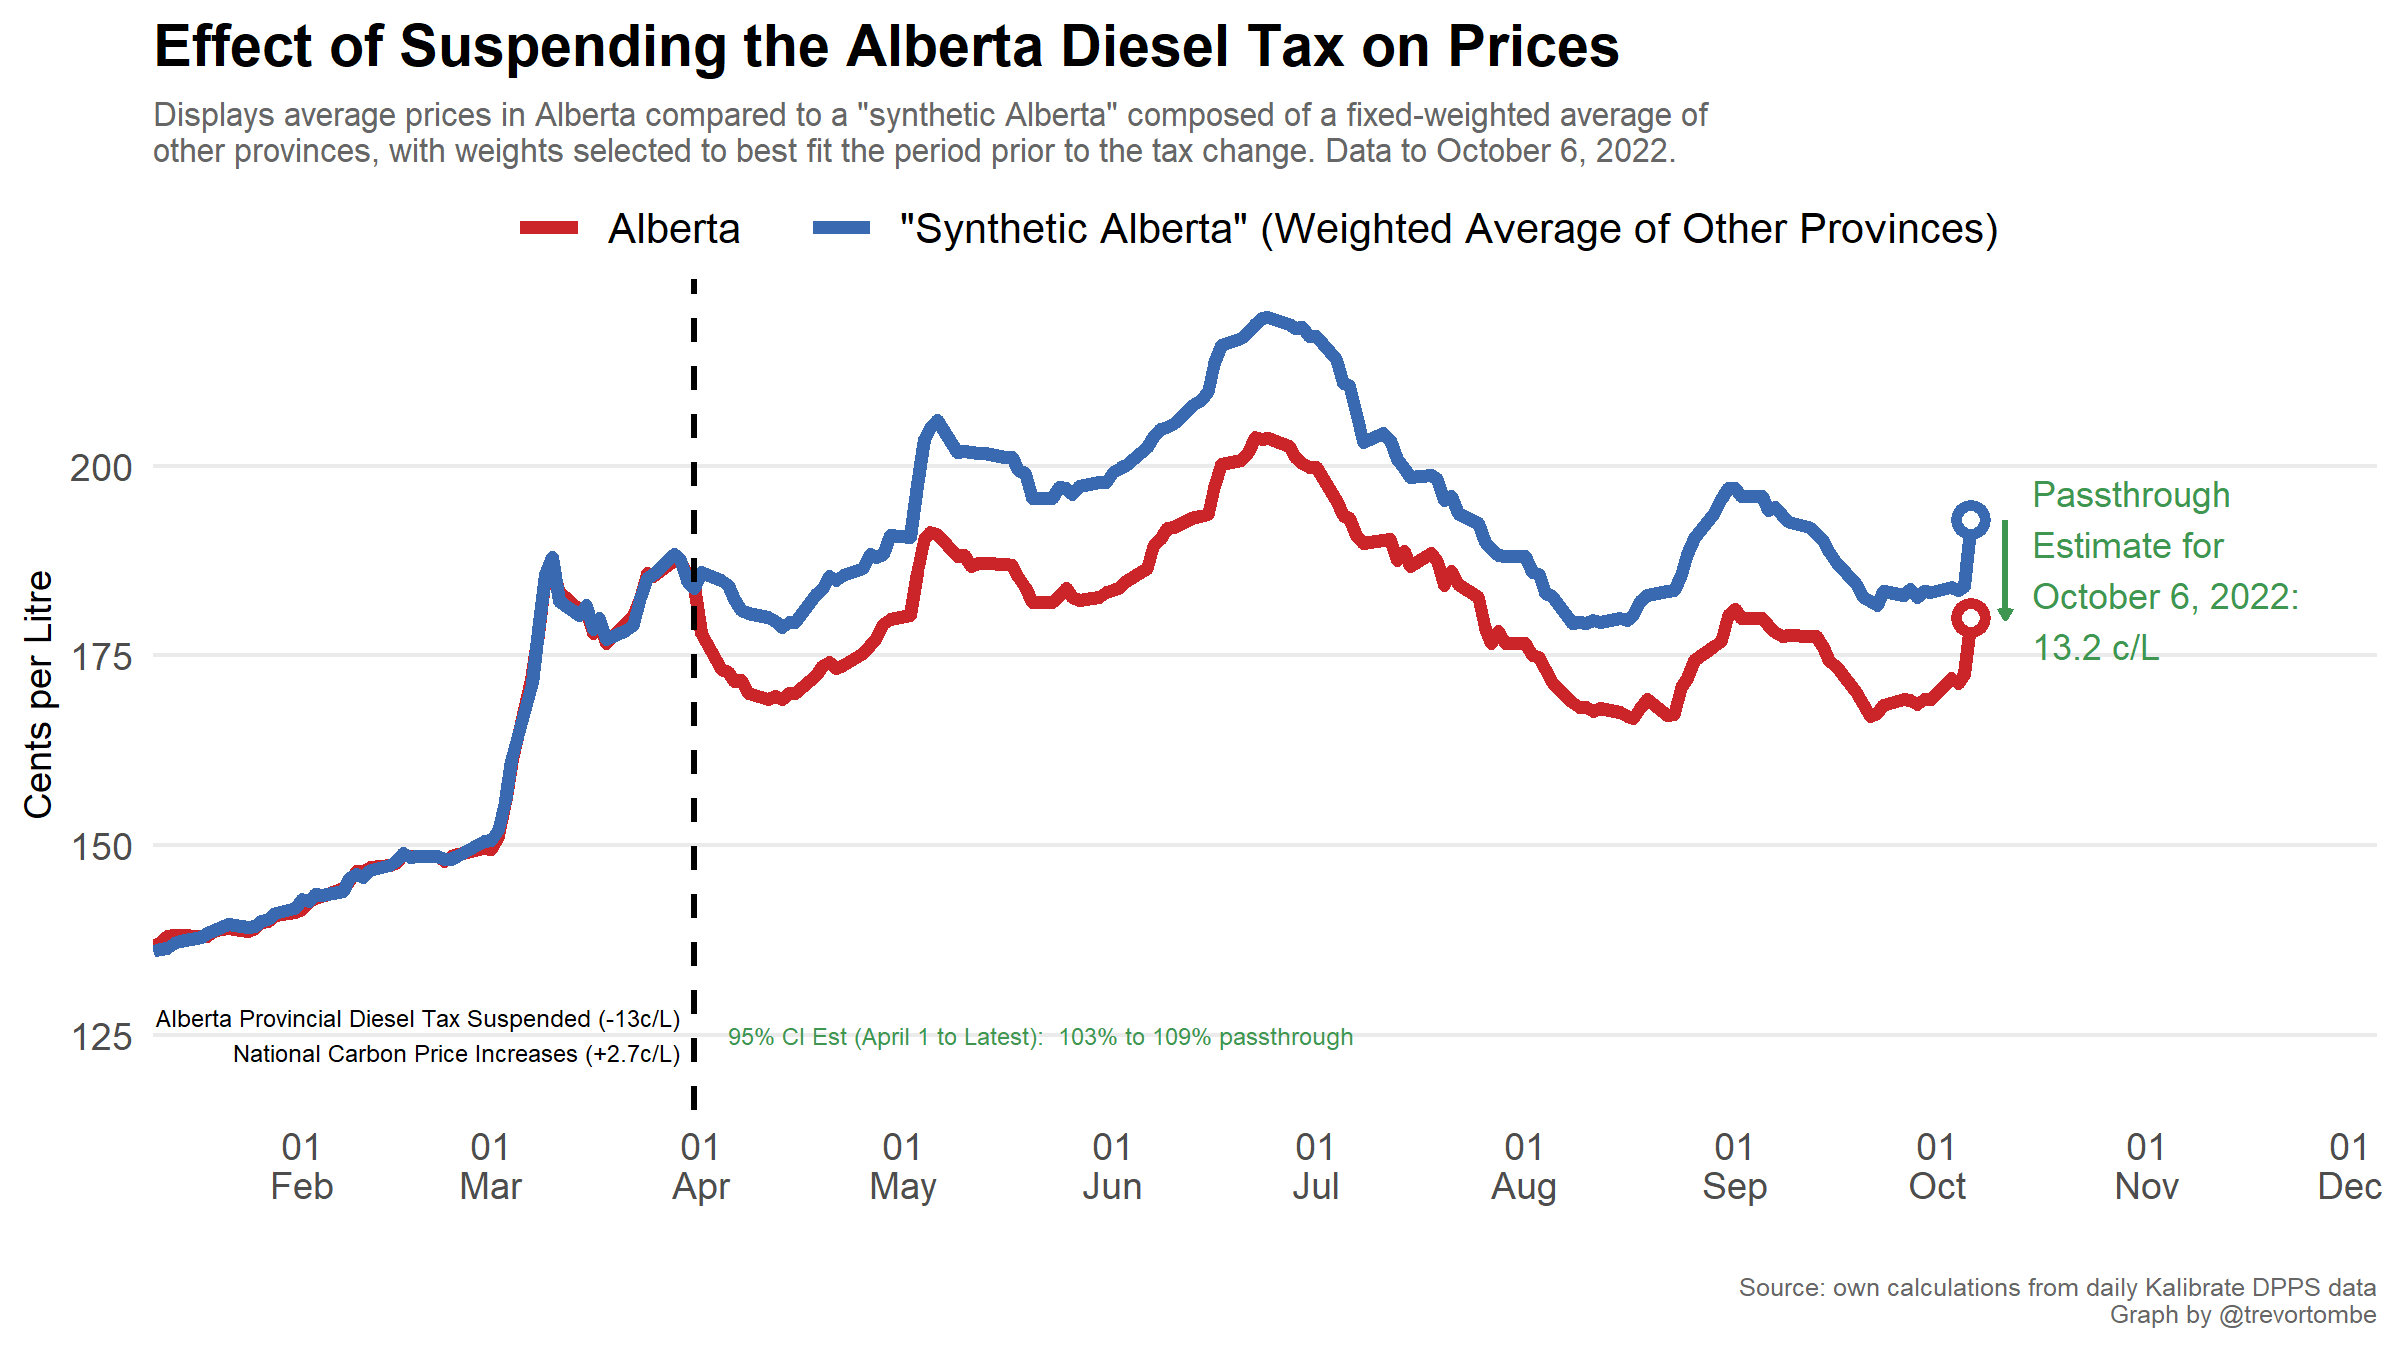 Effect of Suspending the Alberta Diesel Tax on Prices
Displays average prices in Alberta compared to a "synthetic Alberta" composed of a fixed-weighted average of
other provinces, with weights selected to best fit the period prior to the tax change. Data to October 6, 2022.
Alberta
"Synthetic Alberta" (Weighted Average of Other Provinces)
Cents per Litre
200
175
150
125
Passthrough
Estimate for
October 6, 2022:
13.2 c/L
Alberta Provincial Diesel Tax Suspended (-13c/L)
National Carbon Price Increases (+2.7c/L)
95% CI Est (April 1 to Latest):  103% to 109% passthrough
01 Feb
01 Mar
01 Apr
01 May
01 Jun
01 Jul
01 Aug
01 Sep
01 Oct
01 Nov
01 Dec
Source: own calculations from daily Kalibrate DPPS data
Graph by @trevortombe